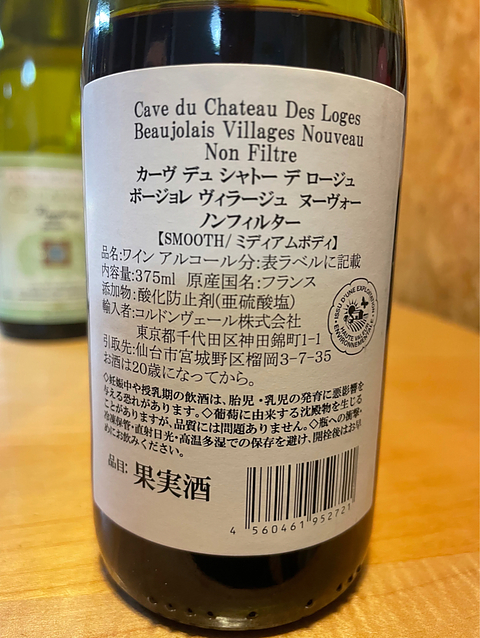 Cave du Chateau Des Loges
Beaujolais Villages Nouveau
Non Filtre
カーヴ デュ シャトー デ ロージュ
ボージョレ ヴィラージュ ヌーヴォー
ノンフィルター
【SMOOTH/ミディアムボディ】
品名:ワイン アルコール分:表ラベルに記載
内容量:375ml 原産国名:フランス
添加物:酸化防止剤(亜硫酸塩)
輸入者:コルドンヴェール株式会社
東京都千代田区神田錦町1-1
引取先:仙台市宮城野区榴岡3-7-35
お酒は20歳になってから。
◇妊娠中や授乳期の飲酒は、胎児・乳児の発育に悪影響を
与える恐れがあります。◇葡萄に由来する沈殿物を生じる
ことがありますが、品質には問題ありません。◇瓶への衝撃・
冷凍保管・直射日光・高温多湿での保存を避け、開栓後はお早
めにお飲みください。
品目: 果実酒
4 560461 952721
ISSU D'UNE EXPLOITATION
HAUTE VALEUR
ENVIRONNEMENTALE